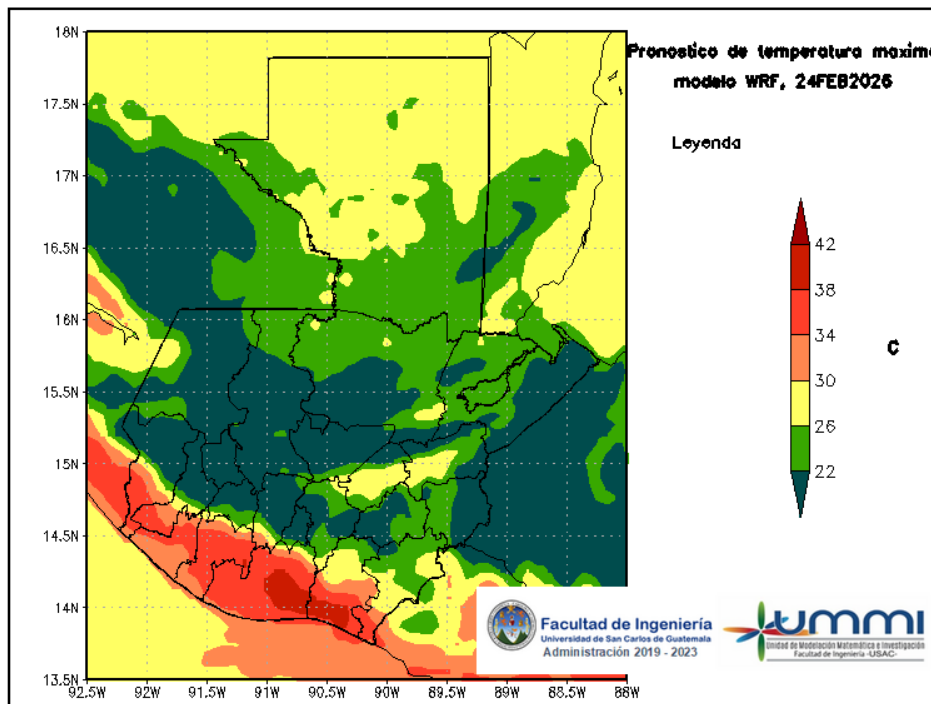 Pronostico de temperatura maxima
modelo WRF, 24FEB2026
Leyenda
42
38
34
30
26
22
C
18N
17.5N
17N
16.5N
16N
15.5N
15N
14.5N
14N
13.5N
92.5W
92W
91.5W
91W
90.5W
90W
89.5W
89W
88.5W
88W
Facultad de Ingeniería
Universidad de San Carlos de Guatemala
Administración 2019 - 2023
ummi
Unidad de Modelación Matemática e Investigación
Facultad de Ingeniería -USAC-